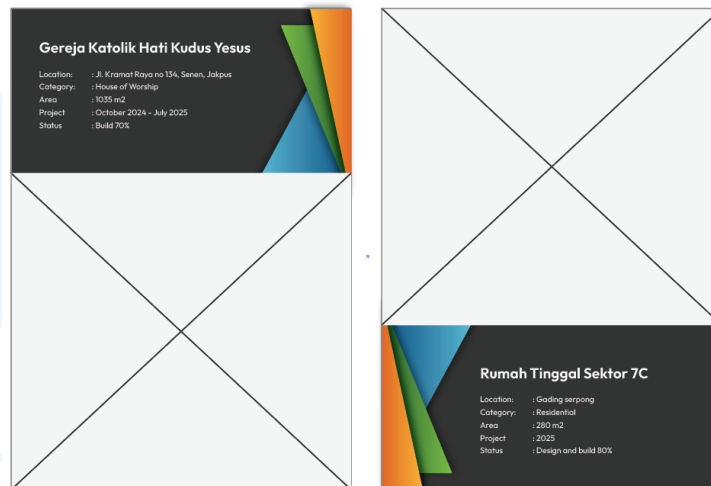 Gereja Katolik Hati Kudus Yesus
Location: : Jl. Kramat Raya no 134, Senen, Jakpus
Category: : House of Worship
Area : 1035 m2
Project : October 2024 - July 2025
Status : Build 70%
Rumah Tinggal Sektor 7C
Location: : Gading serpong
Category: : Residential
Area : 280 m2
Project : 2025
Status : Design and build 80%